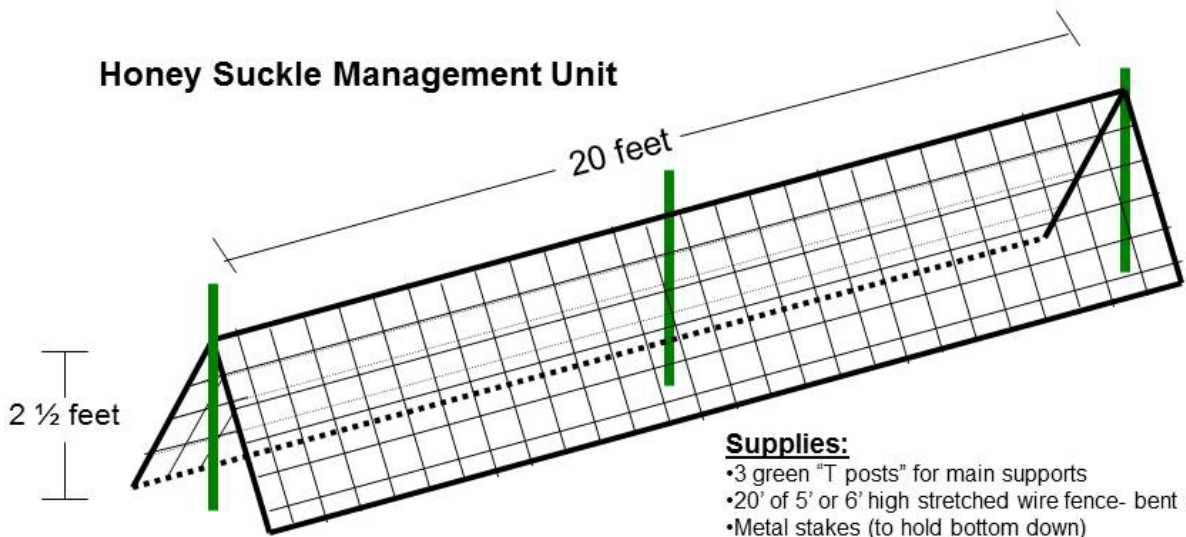 Honey Suckle Management Unit
20 feet
2 ½ feet
Supplies:
•3 green “T posts” for main supports
•20’ of 5’ or 6’ high stretched wire fence- bent
•Metal stakes (to hold bottom down)